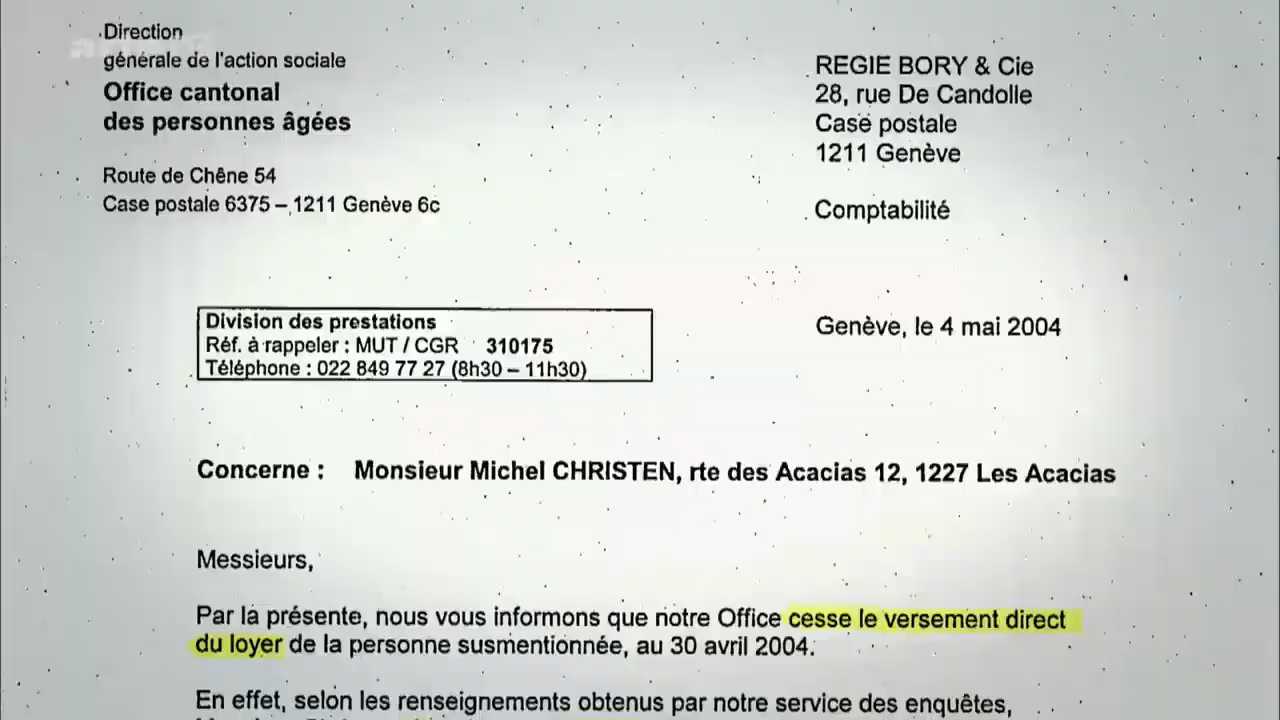 Direction
générale de l'action sociale
Office cantonal
des personnes âgées
Route de Chêne 54
Case postale 6375 – 1211 Genève 6c
REGIE BORY & Cie
28, rue De Candolle
Case postale
1211 Genève
Comptabilité
Division des prestations
Réf. à rappeler : MUT / CGR 310175
Téléphone : 022 849 77 27 (8h30 – 11h30)
Genève, le 4 mai 2004
Concerne : Monsieur Michel CHRISTEN, rte des Acacias 12, 1227 Les Acacias
Messieurs,
Par la présente, nous vous informons que notre Office cesse le versement direct
du loyer de la personne susmentionnée, au 30 avril 2004.
En effet, selon les renseignements obtenus par notre service des enquêtes,